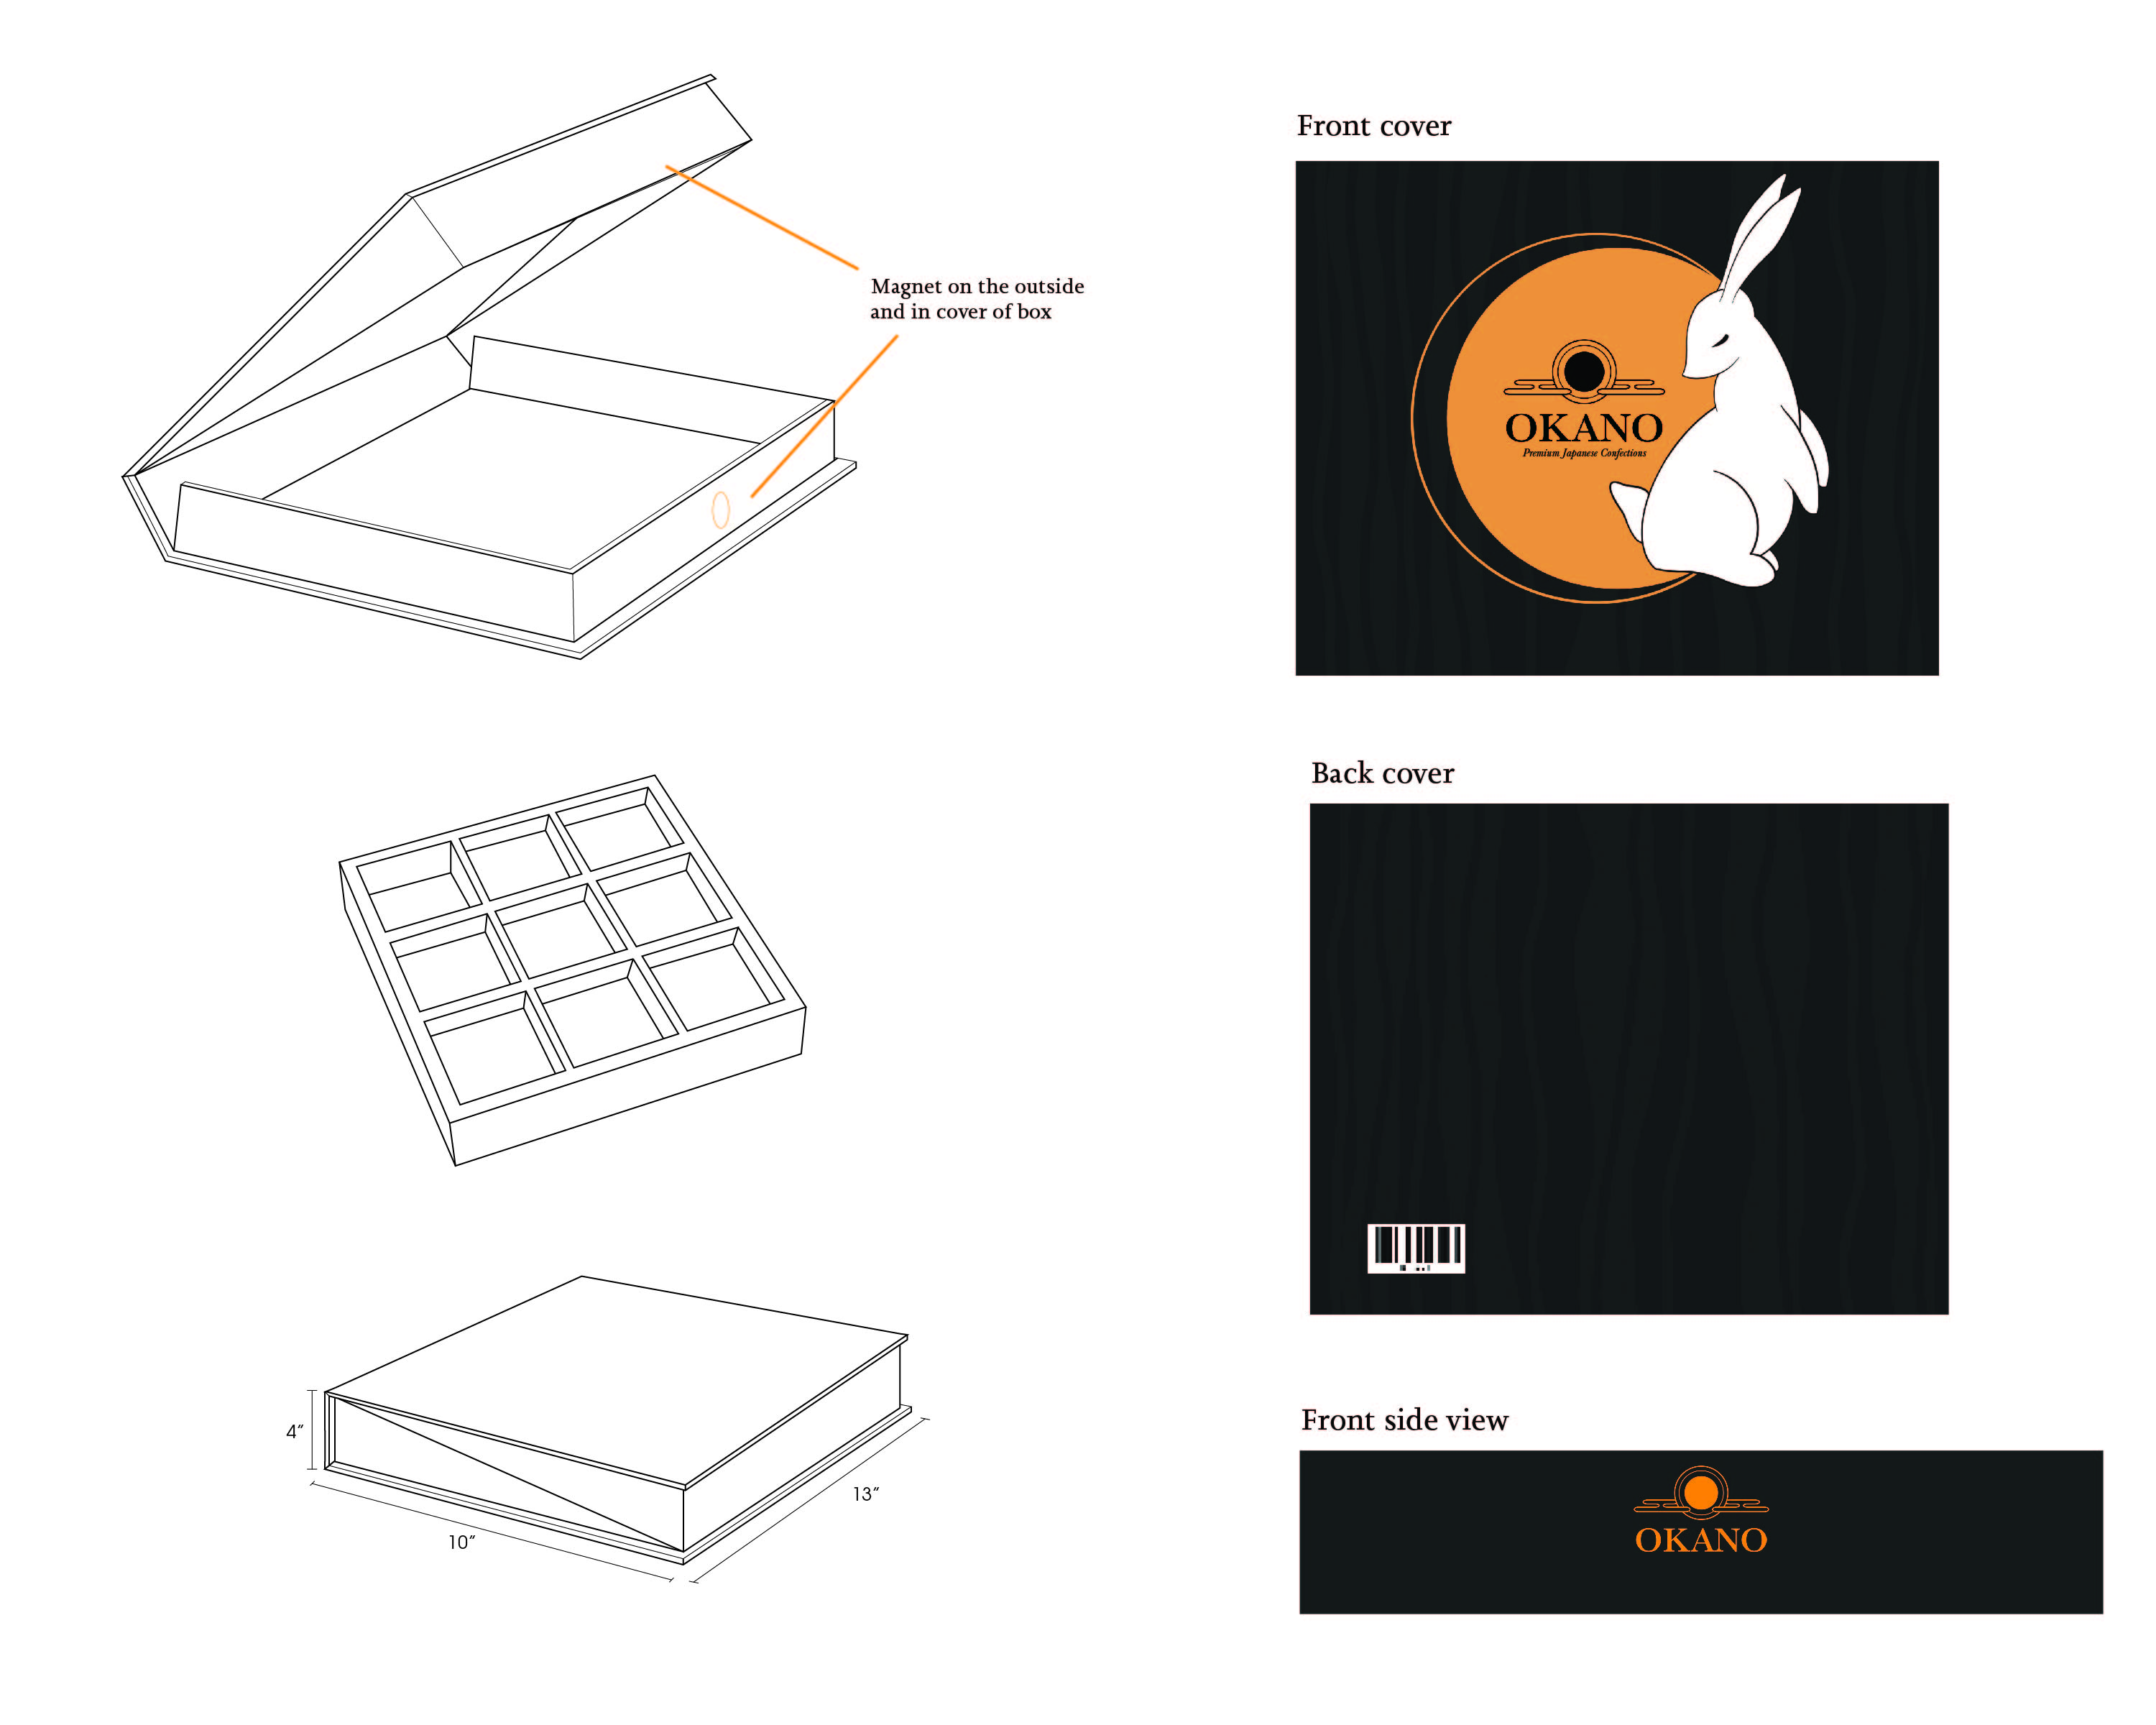 Magnet on the outside
and in cover of box
4"
10"
13"
Front cover
OKANO
Premium Japanese Confections
Back cover
Front side view
OKANO